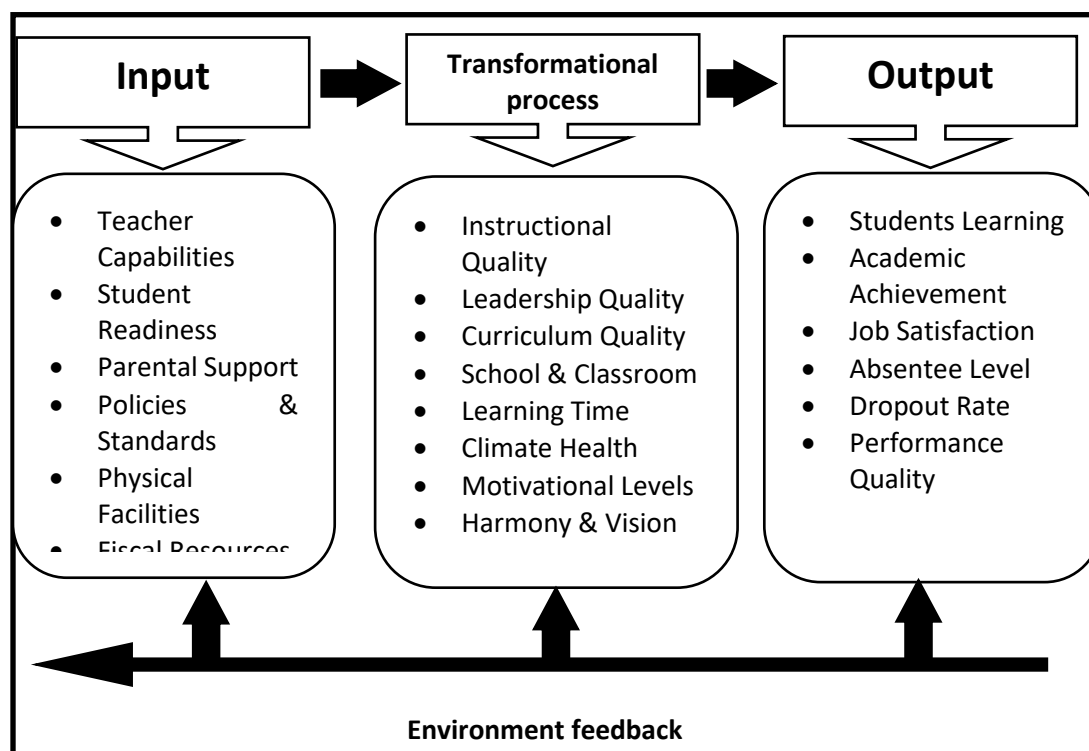 Input
Transformational
process
Output
• Teacher
Capabilities
• Student
Readiness
• Parental Support
• Policies &
Standards
• Physical
Facilities
• Fiscal Resources
• Instructional
Quality
• Leadership Quality
• Curriculum Quality
• School & Classroom
• Learning Time
• Climate Health
• Motivational Levels
• Harmony & Vision
• Students Learning
• Academic
Achievement
• Job Satisfaction
• Absentee Level
• Dropout Rate
• Performance
Quality
Environment feedback